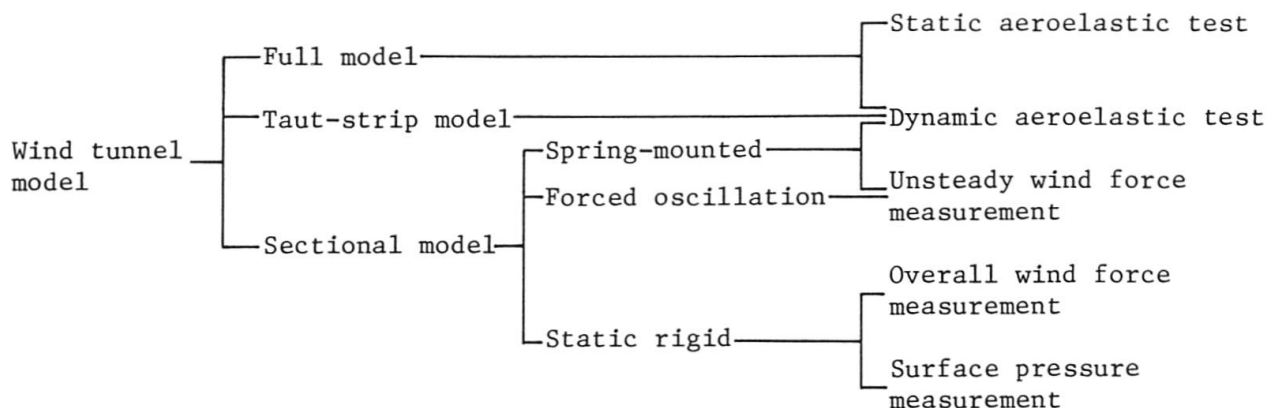 Static aeroelastic test
Full model
Taut-strip model
Dynamic aeroelastic test
Wind tunnel
model
Spring-mounted
Unsteady wind force
measurement
Forced oscillation
Sectional model
Overall wind force
measurement
Static rigid
Surface pressure
measurement